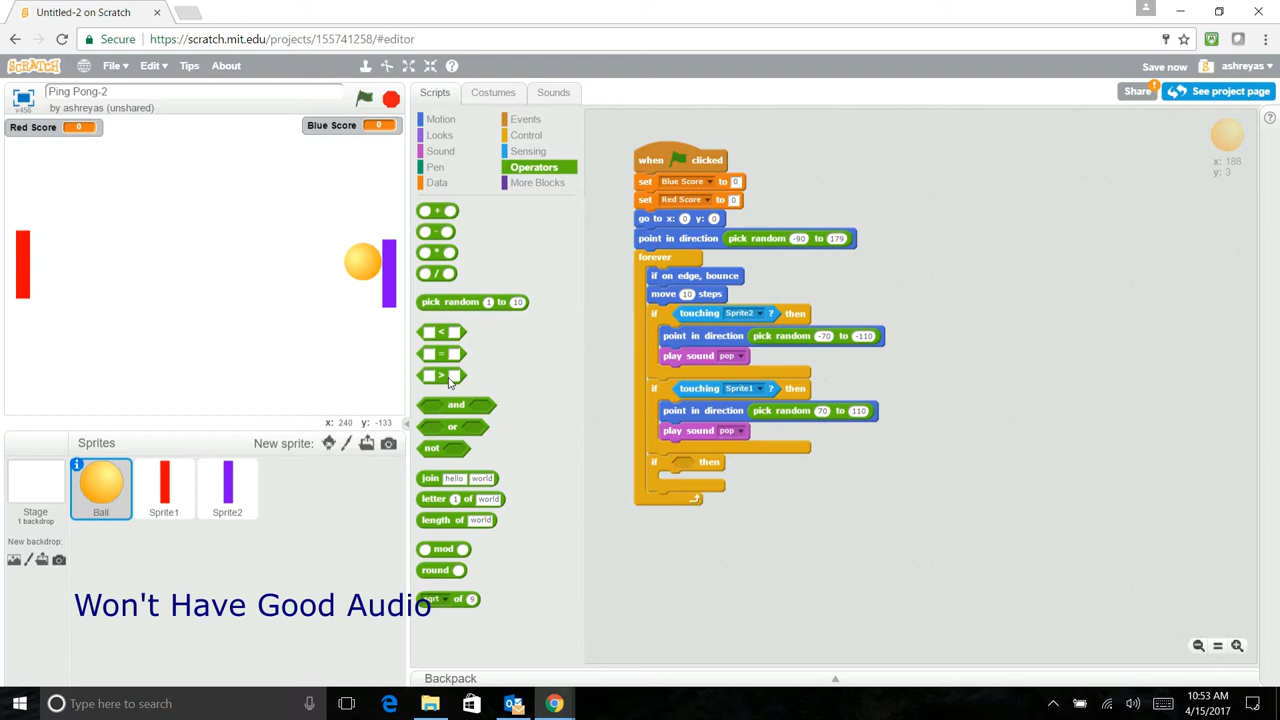 Untitled-2 on Scratch
Secure https://scratch.mit.edu/projects/155741258/#editor
SCRATCH File Edit Tips About Save now ashreyas
Ping Pong-2
v456 by ashreyas (unshared)
Scripts Costumes Sounds
Share See project page
Red Score 0
Blue Score 0
Motion Events
Looks Control
Sound Sensing
Pen Operators
Data More Blocks
+
-
*
/
pick random 1 to 10
<
=
>
and
or
not
join hello world
letter 1 of world
length of world
mod
round
sqrt of 9
when clicked
set Blue Score to 0
set Red Score to 0
go to x: 0 y: 0
point in direction pick random -90 to 179
forever
if on edge, bounce
move 10 steps
if touching Sprite2 ? then
point in direction pick random -70 to -110
play sound pop
if touching Sprite1 ? then
point in direction pick random 70 to 110
play sound pop
if then
x: 188
y: 3
x: 240 y: -133
Sprites New sprite:
Stage
1 backdrop
Ball
Sprite1
Sprite2
New backdrop:
Won't Have Good Audio
Backpack
Type here to search
10:53 AM
4/15/2017